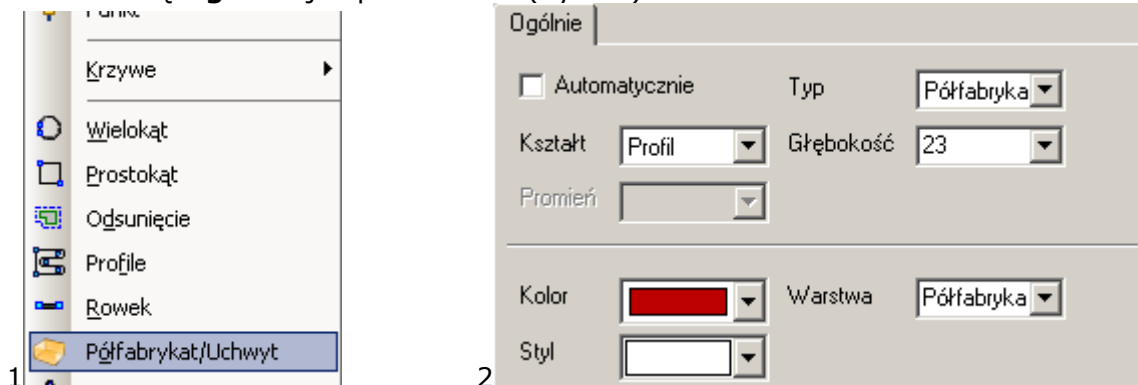 Krzywe
Wielokąt
Prostokąt
Odsunięcie
Profile
Rowek
Półfabrykat/Uchwyt
1
Ogólnie
Automatycznie Typ Półfabryka
Kształt Profil Głębokość 23
Promień
Kolor Warstwa Półfabryka
Styl
2